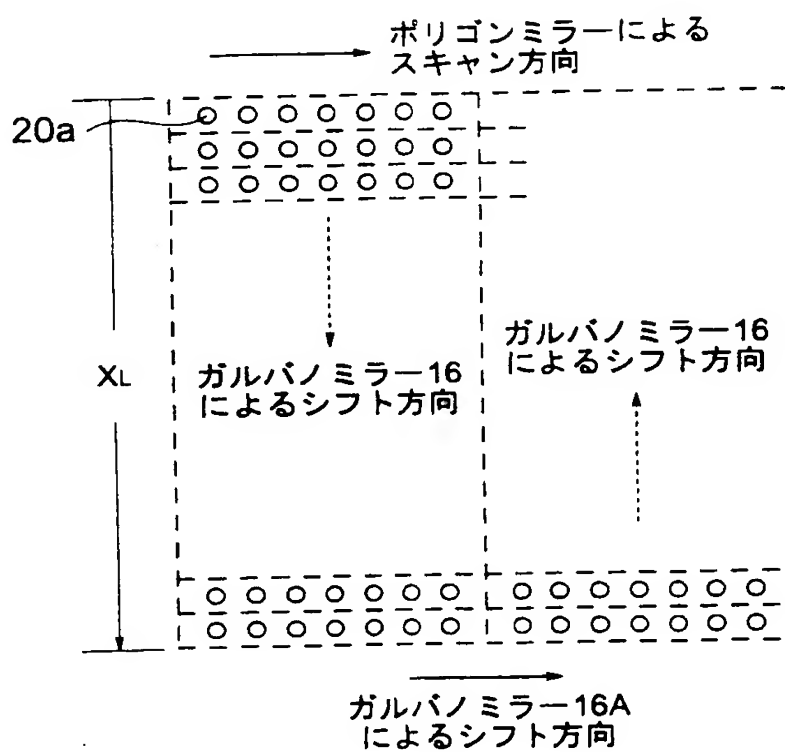 ポリゴンミラーによる
スキャン方向
20a
XL
ガルバノミラー16
によるシフト方向
ガルバノミラー16
によるシフト方向
ガルバノミラー16A
によるシフト方向